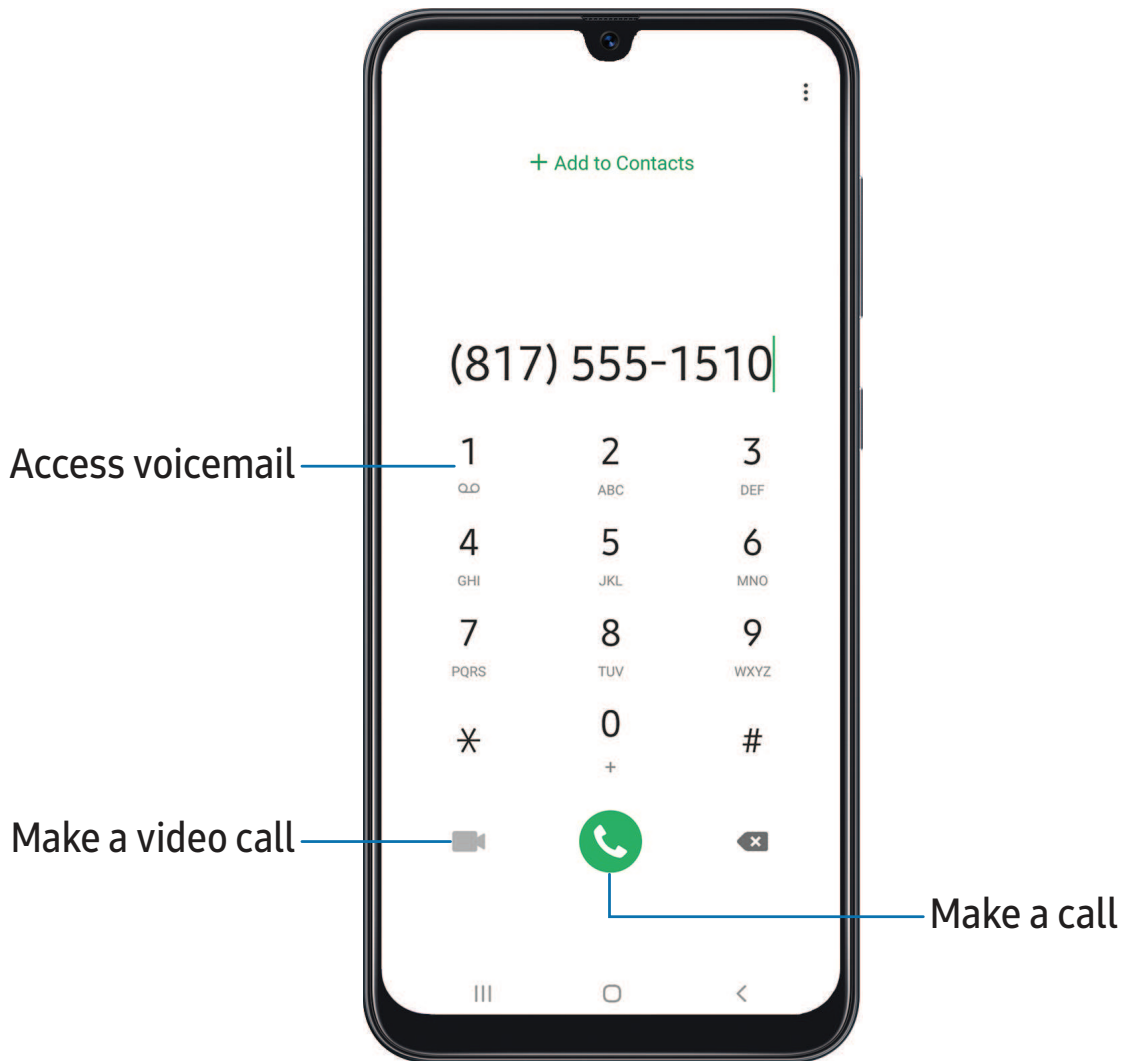 + Add to Contacts
(817) 555-1510
Access voicemail
1 2 3
ABC DEF
4 5 6
GHI JKL MNO
7 8 9
PQRS TUV WXYZ
* 0 #
+
Make a video call
Make a call